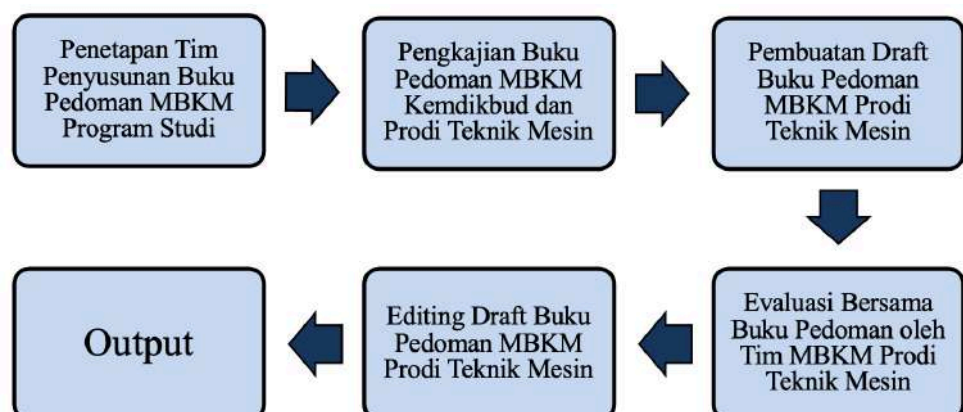 Penetapan Tim
Penyusunan Buku
Pedoman MBKM
Program Studi
Pengkajian Buku
Pedoman MBKM
Kemdikbud dan
Prodi Teknik Mesin
Pembuatan Draft
Buku Pedoman
MBKM Prodi
Teknik Mesin
Evaluasi Bersama
Buku Pedoman oleh
Tim MBKM Prodi
Teknik Mesin
Editing Draft Buku
Pedoman MBKM
Prodi Teknik Mesin
Output